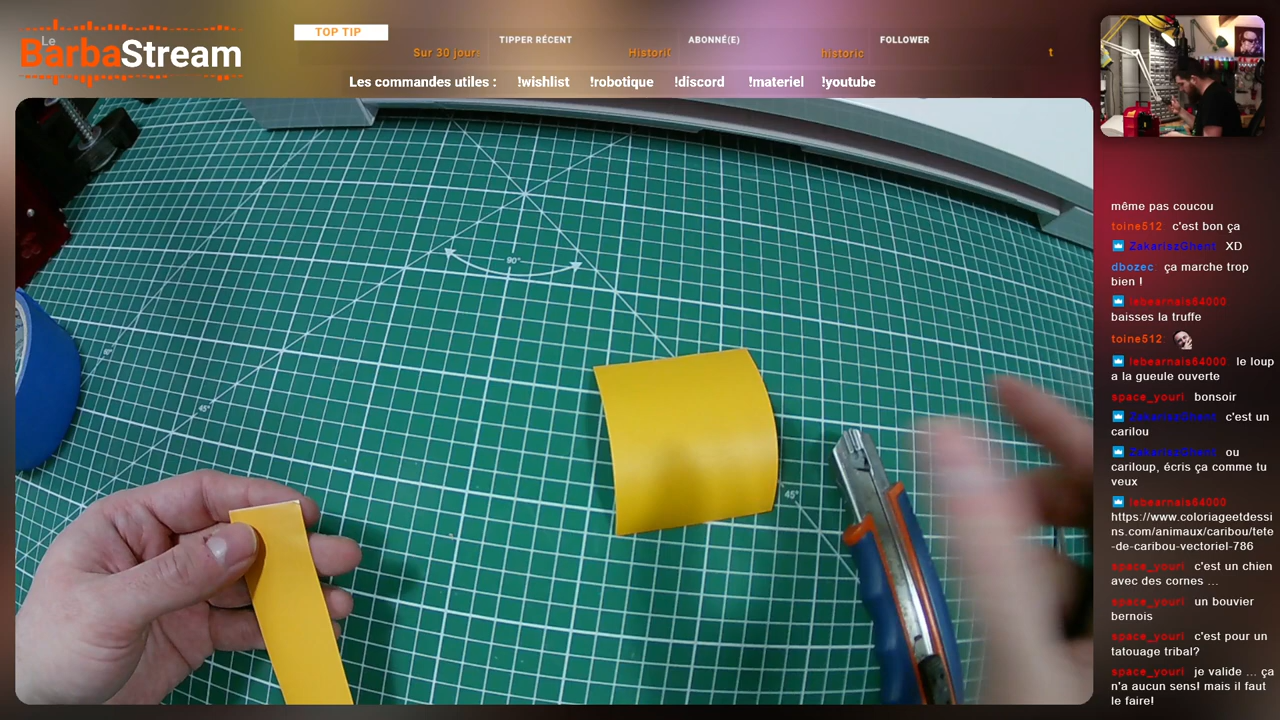 Le
BarbaStream
TOP TIP
Sur 30 jours
TIPPER RÉCENT
Histori
ABONNÉ(E)
historic
FOLLOWER
t
Les commandes utiles : !wishlist !robotique !discord !materiel !youtube
90°
45°
45°
même pas coucou
toine512: c'est bon ça
ZakariszGhent: XD
dbozec: ça marche trop
bien !
lebearnais64000:
baisses la truffe
toine512:
lebearnais64000: le loup
a la gueule ouverte
space_youri: bonsoir
ZakariszGhent: c'est un
carilou
ZakariszGhent: ou
cariloup, écris ça comme tu
veux
lebearnais64000:
https://www.coloriageetdessi
ns.com/animaux/caribou/tete
-de-caribou-vectoriel-786
space_youri: c'est un chien
avec des cornes ...
space_youri: un bouvier
bernois
space_youri: c'est pour un
tatouage tribal?
space_youri: je valide ... ça
n'a aucun sens! mais il faut
le faire!